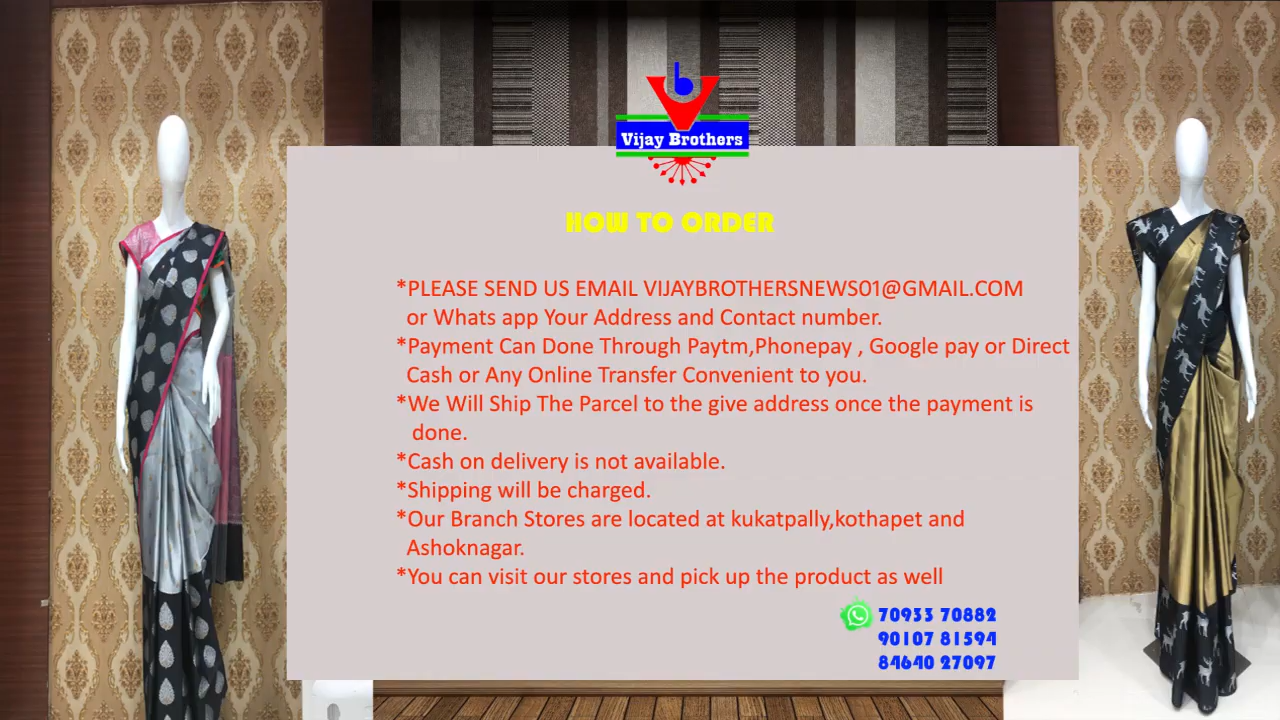 b
Vijay Brothers
HOW TO ORDER
*PLEASE SEND US EMAIL VIJAYBROTHERSNEWS01@GMAIL.COM
or Whats app Your Address and Contact number.
*Payment Can Done Through Paytm,Phonepay , Google pay or Direct
Cash or Any Online Transfer Convenient to you.
*We Will Ship The Parcel to the give address once the payment is
done.
*Cash on delivery is not available.
*Shipping will be charged.
*Our Branch Stores are located at kukatpally,kothapet and
Ashoknagar.
*You can visit our stores and pick up the product as well
70933 70882
90107 81594
84640 27097